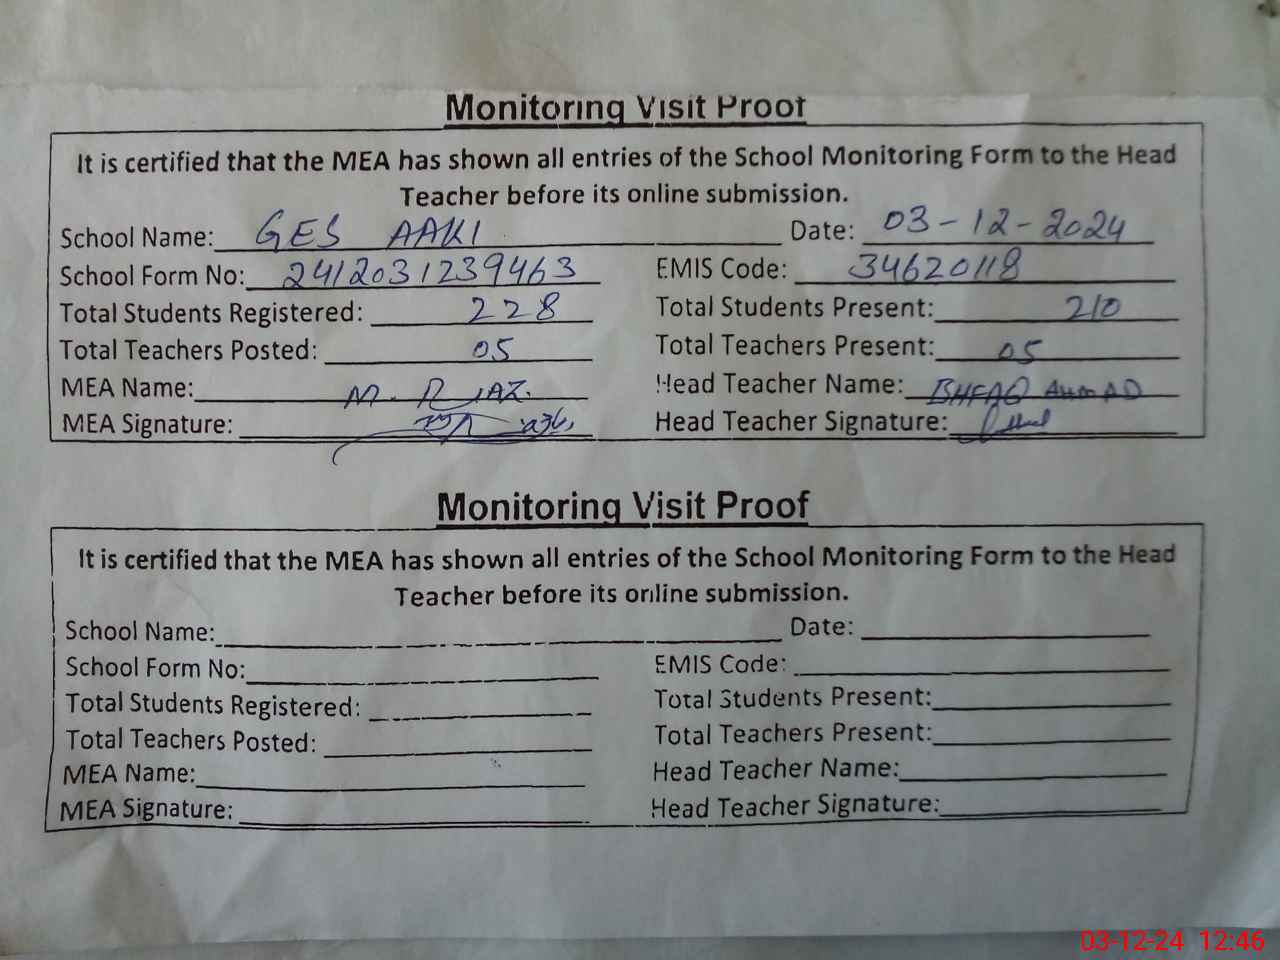 Monitoring Visit Proof
It is certified that the MEA has shown all entries of the School Monitoring Form to the Head
Teacher before its online submission.
School Name: GES AAKI Date: 03-12-2024
School Form No: 2412031239463 EMIS Code: 34620118
Total Students Registered: 228 Total Students Present: 210
Total Teachers Posted: 05 Total Teachers Present: 05
MEA Name: M. RIAZ. Head Teacher Name: AHMAD
MEA Signature: Head Teacher Signature:
Monitoring Visit Proof
It is certified that the MEA has shown all entries of the School Monitoring Form to the Head
Teacher before its online submission.
School Name: Date:
School Form No: EMIS Code:
Total Students Registered: Total Students Present:
Total Teachers Posted: Total Teachers Present:
MEA Name: Head Teacher Name:
MEA Signature: Head Teacher Signature:
03-12-24 12:46